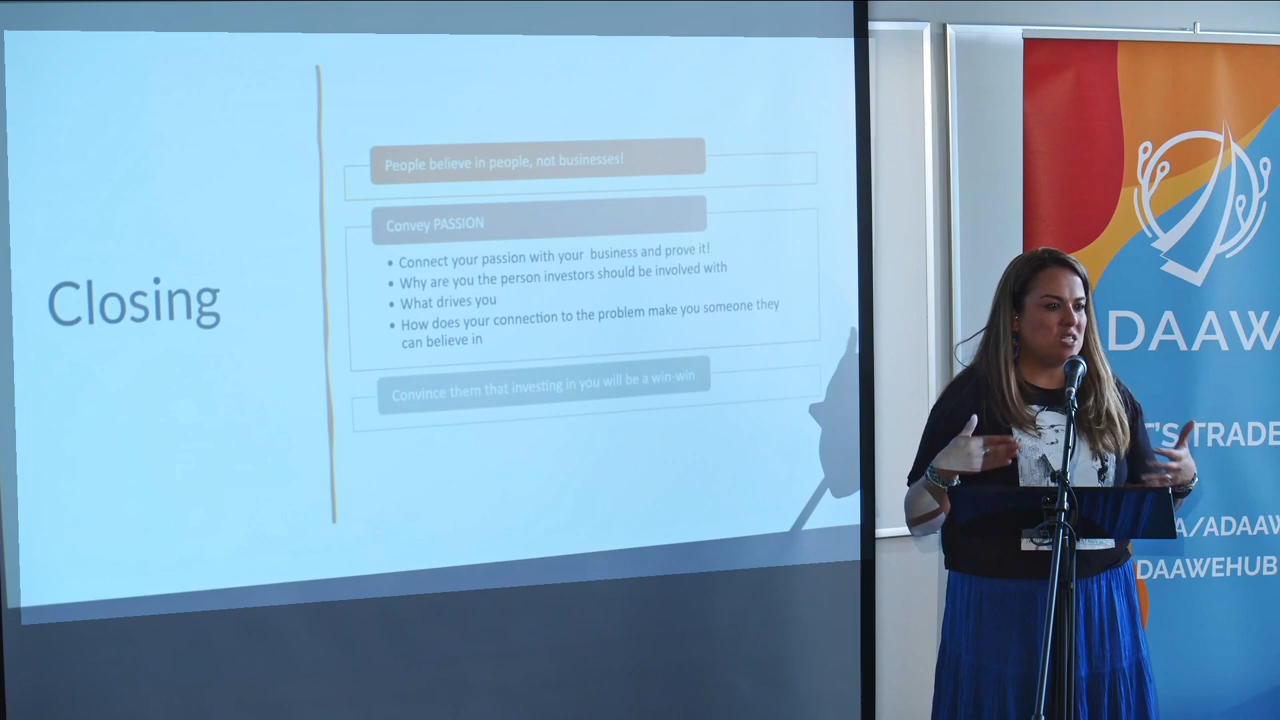 Closing
People believe in people, not businesses!
Convey PASSION
• Connect your passion with your business and prove it!
• Why are you the person investors should be involved with
• What drives you
• How does your connection to the problem make you someone they
can believe in
Convince them that investing in you will be a win-win
DAAW
T'S TRADE
A/ADAAW
DAAWEHUB